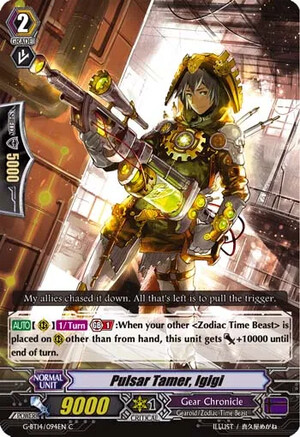 2
GRADE
SHIELD 5000
My allies chased it down. All that's left is to pull the trigger.
AUTO 1/Turn 1 :When your other <Zodiac Time Beast> is
placed on other than from hand, this unit gets +10000 until
end of turn.
NORMAL UNIT
Pulsar Tamer, Igigi
POWER 9000 1 CRITICAL
Gear Chronicle
Gearoid/Zodiac Time Beast
G-BT14/094EN C